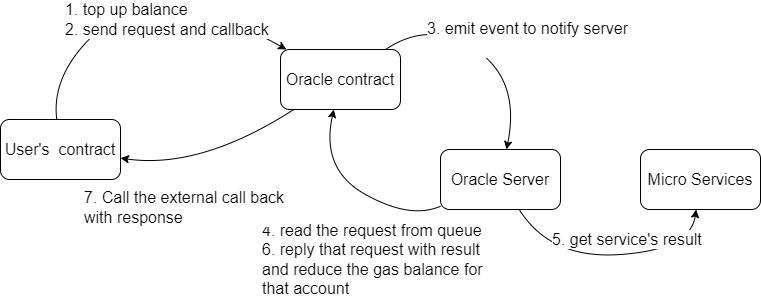 1. top up balance
2. send request and callback
3. emit event to notify server
Oracle contract
User's contract
Oracle Server
Micro Services
7. Call the external call back
with response
4. read the request from queue
6. reply that request with result
and reduce the gas balance for
that account
5. get service's result